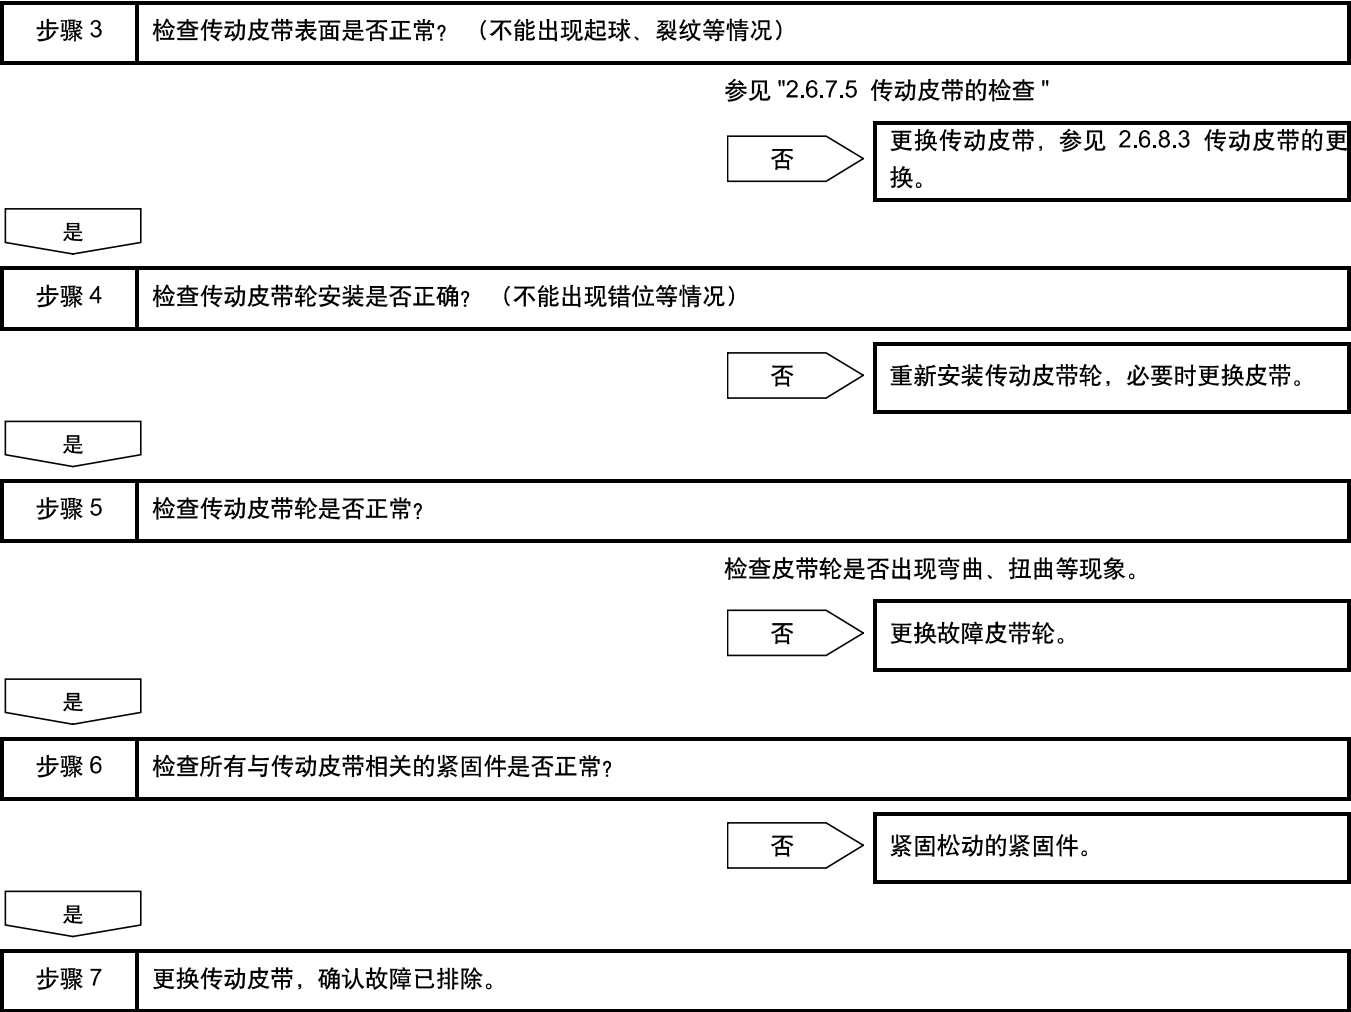 步骤 3
检查传动皮带表面是否正常？ （不能出现起球、裂纹等情况）
参见 "2.6.7.5 传动皮带的检查 "
否
更换传动皮带，参见 2.6.8.3 传动皮带的更
换。
是
步骤 4
检查传动皮带轮安装是否正确？ （不能出现错位等情况）
否
重新安装传动皮带轮，必要时更换皮带。
是
步骤 5
检查传动皮带轮是否正常？
检查皮带轮是否出现弯曲、扭曲等现象。
否
更换故障皮带轮。
是
步骤 6
检查所有与传动皮带相关的紧固件是否正常？
否
紧固松动的紧固件。
是
步骤 7
更换传动皮带，确认故障已排除。